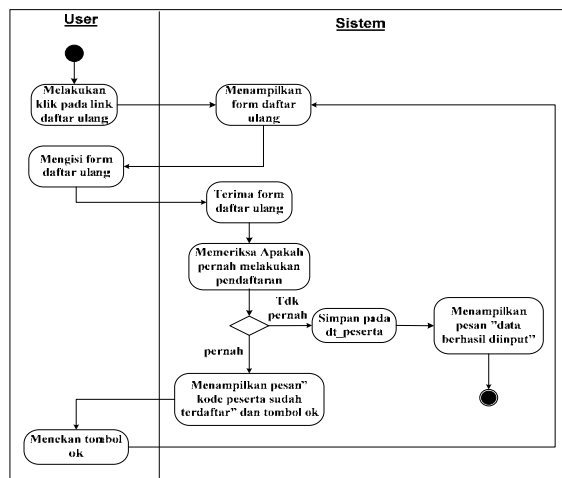 User
Sistem
Melakukan
klik pada link
daftar ulang
Menampilkan
form daftar
ulang
Mengisi form
daftar ulang
Terima form
daftar ulang
Memeriksa Apakah
pernah melakukan
pendaftaran
Tdk
pernah
Simpan pada
dt_peserta
Menampilkan
pesan "data
berhasil diinput"
pernah
Menampilkan pesan"
kode peserta sudah
terdaftar" dan tombol ok
Menekan tombol
ok